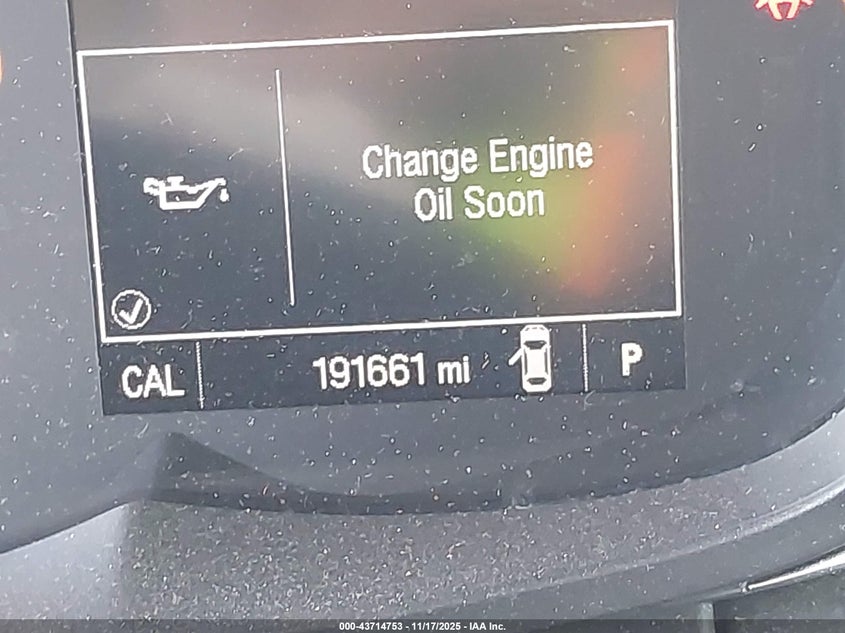 Change Engine
Oil Soon
CAL
191661 mi
P
000-43714753 - 11/17/2025 - IAA Inc.